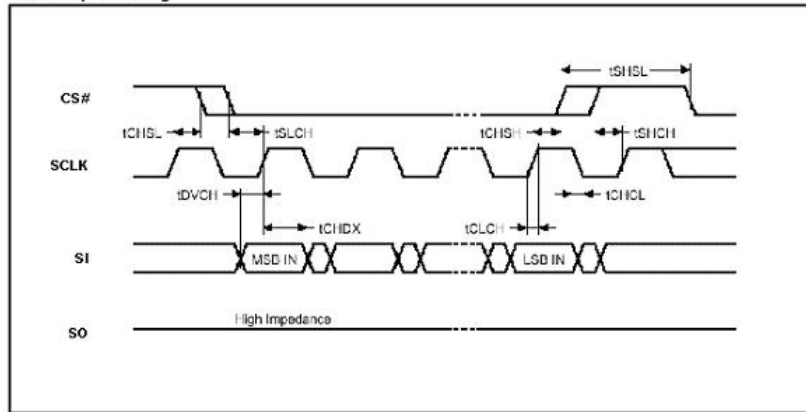 tSHSL
CS#
tCHSL
tSLCH
tCHSH
tSHCH
SCLK
tDVCH
tCHCL
tCHDX
tCLCH
SI
MSB IN
LSB IN
High Impedance
SO